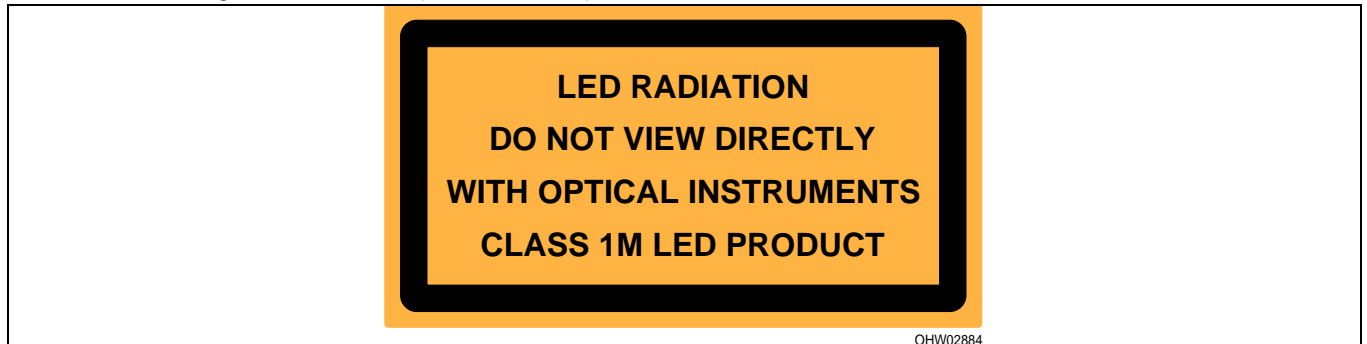 LED RADIATION
DO NOT VIEW DIRECTLY
WITH OPTICAL INSTRUMENTS
CLASS 1M LED PRODUCT
OHW02884